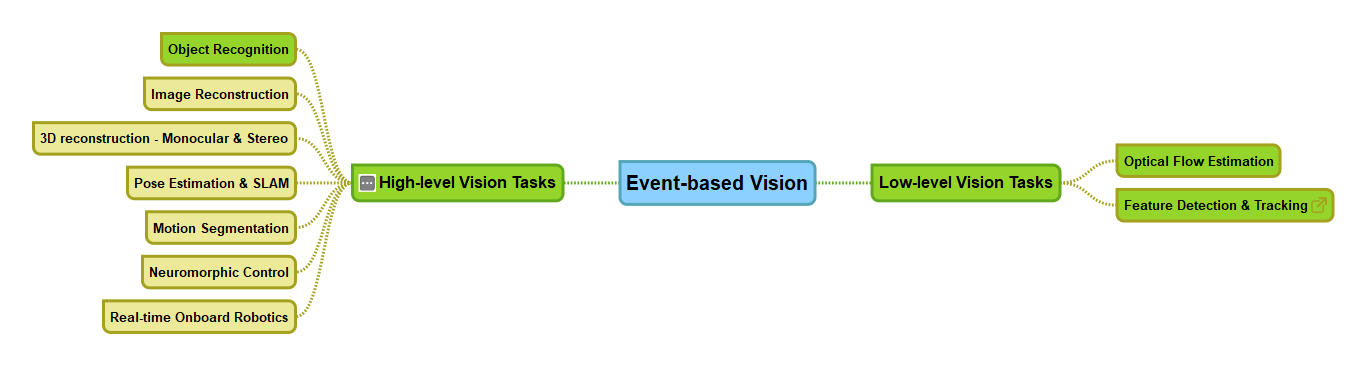 Object Recognition
Image Reconstruction
3D reconstruction - Monocular & Stereo
Pose Estimation & SLAM
Motion Segmentation
Neuromorphic Control
Real-time Onboard Robotics
High-level Vision Tasks
Event-based Vision
Low-level Vision Tasks
Optical Flow Estimation
Feature Detection & Tracking